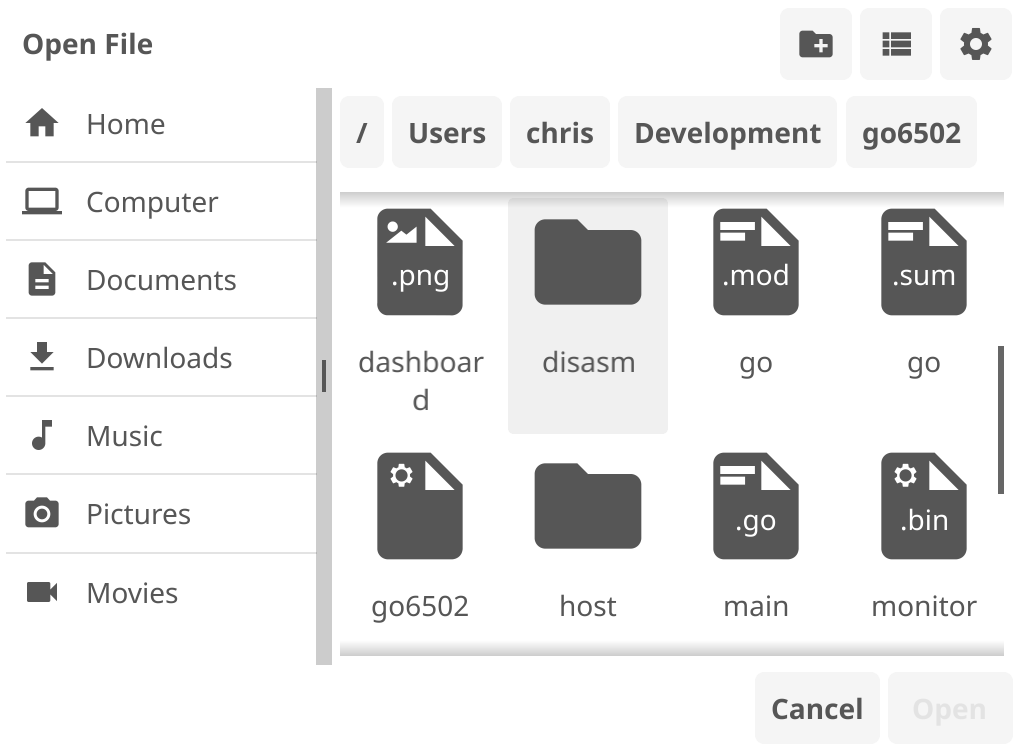 Open File
Home
Computer
Documents
Downloads
Music
Pictures
Movies
/ Users chris Development go6502
.png .mod .sum
dashboar
d
disasm go go
.go .bin
go6502 host main monitor
Cancel Open